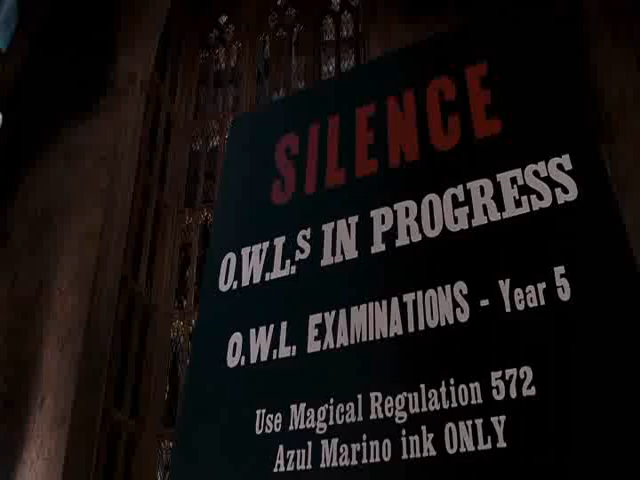 SILENCE
O.W.L.s IN PROGRESS
O.W.L. EXAMINATIONS - Year 5
Use Magical Regulation 572
Azul Marino ink ONLY